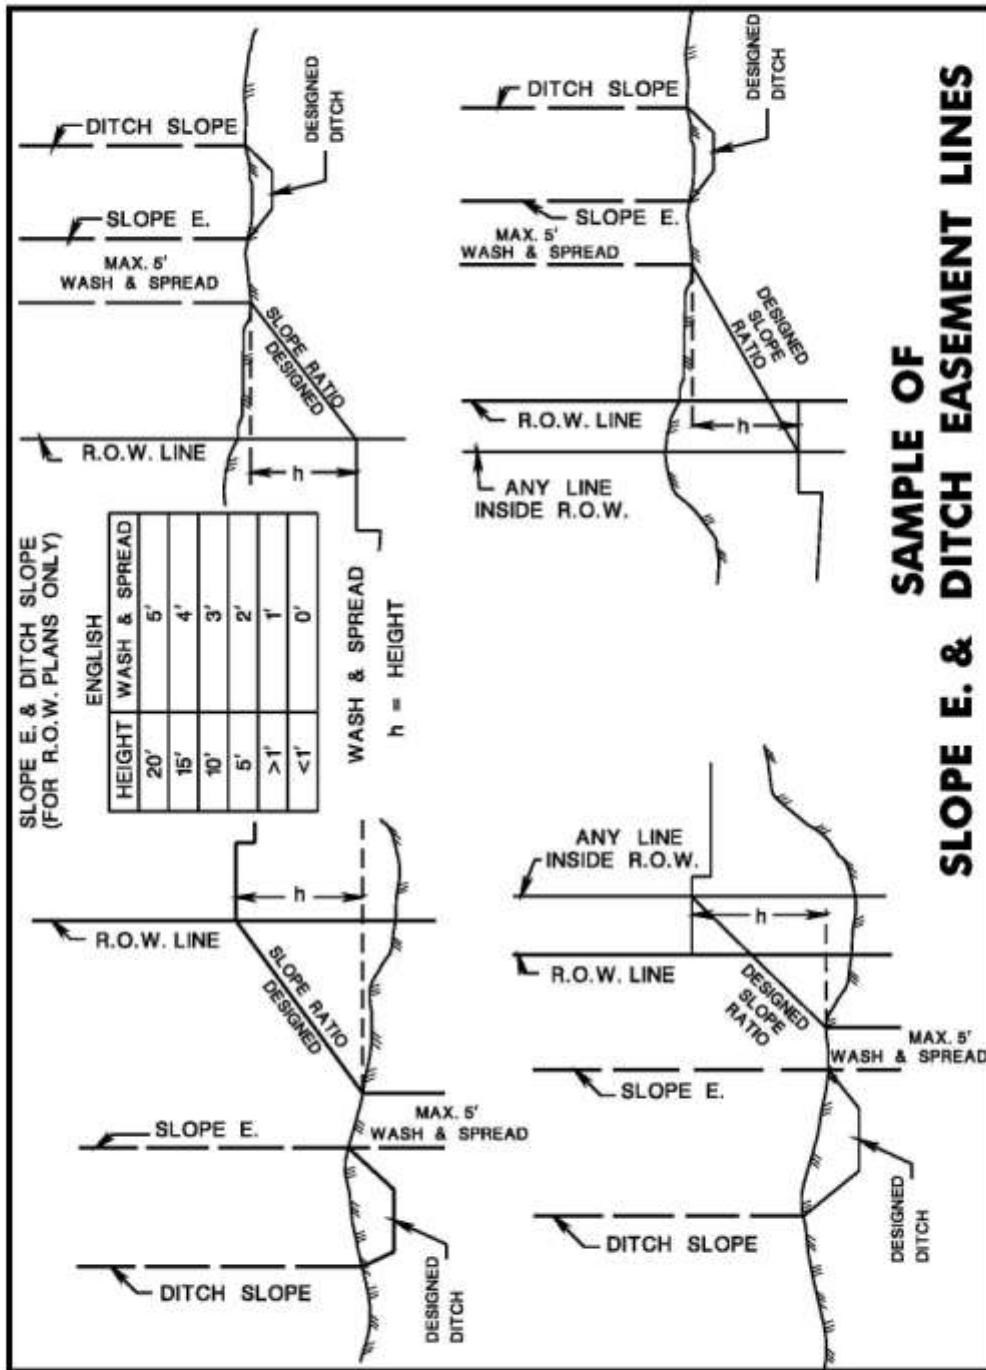 SLOPE E. & DITCH SLOPE
(FOR R.O.W. PLANS ONLY)
ENGLISH
HEIGHT WASH & SPREAD
20' 5'
15' 4'
10' 3'
5' 2'
>1' 1'
<1' 0'
WASH & SPREAD
h = HEIGHT
DITCH SLOPE
DESIGNED
DITCH
SLOPE E.
MAX. 5'
WASH & SPREAD
SLOPE RATIO
DESIGNED
R.O.W. LINE
h
DITCH SLOPE
DESIGNED
DITCH
SLOPE E.
MAX. 5'
WASH & SPREAD
DESIGNED
SLOPE
RATIO
h
R.O.W. LINE
ANY LINE
INSIDE R.O.W.
h
R.O.W. LINE
SLOPE RATIO
DESIGNED
MAX. 5'
WASH & SPREAD
SLOPE E.
DITCH SLOPE
DESIGNED
DITCH
ANY LINE
INSIDE R.O.W.
h
R.O.W. LINE
DESIGNED
SLOPE
RATIO
MAX. 5'
WASH & SPREAD
SLOPE E.
DITCH SLOPE
DESIGNED
DITCH
SAMPLE OF
SLOPE E. & DITCH EASEMENT LINES